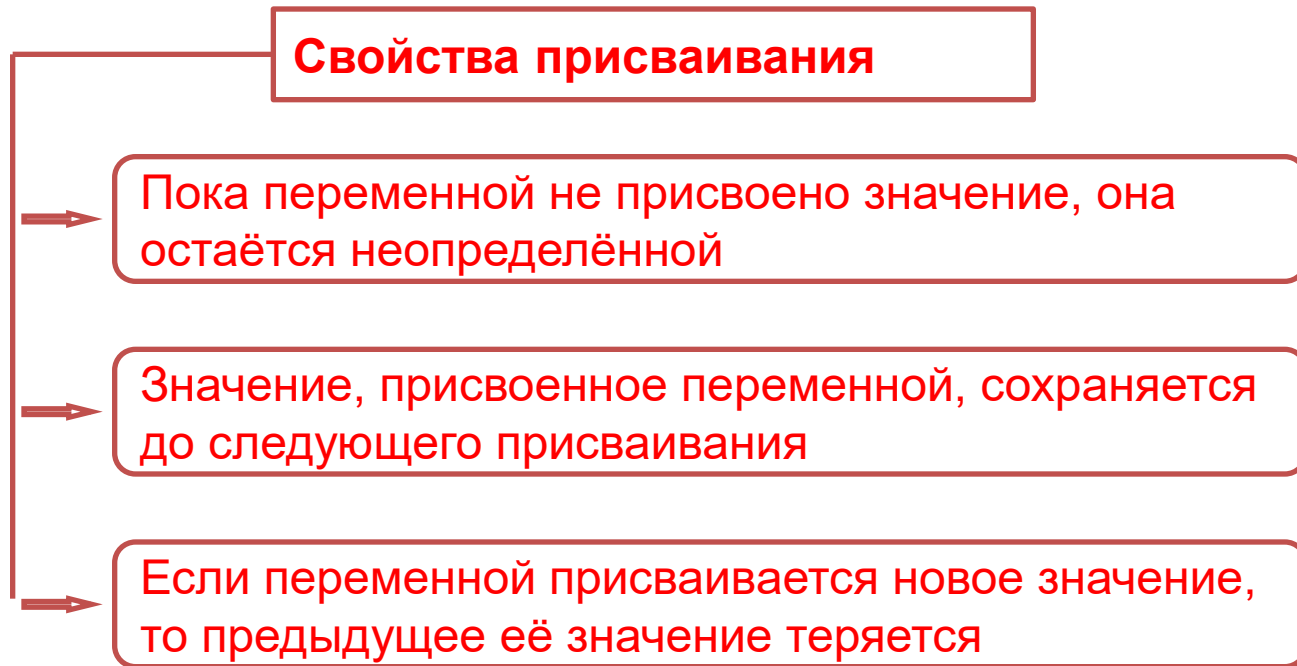 Свойства присваивания
Пока переменной не присвоено значение, она
остаётся неопределённой
Значение, присвоенное переменной, сохраняется
до следующего присваивания
Если переменной присваивается новое значение,
то предыдущее её значение теряется